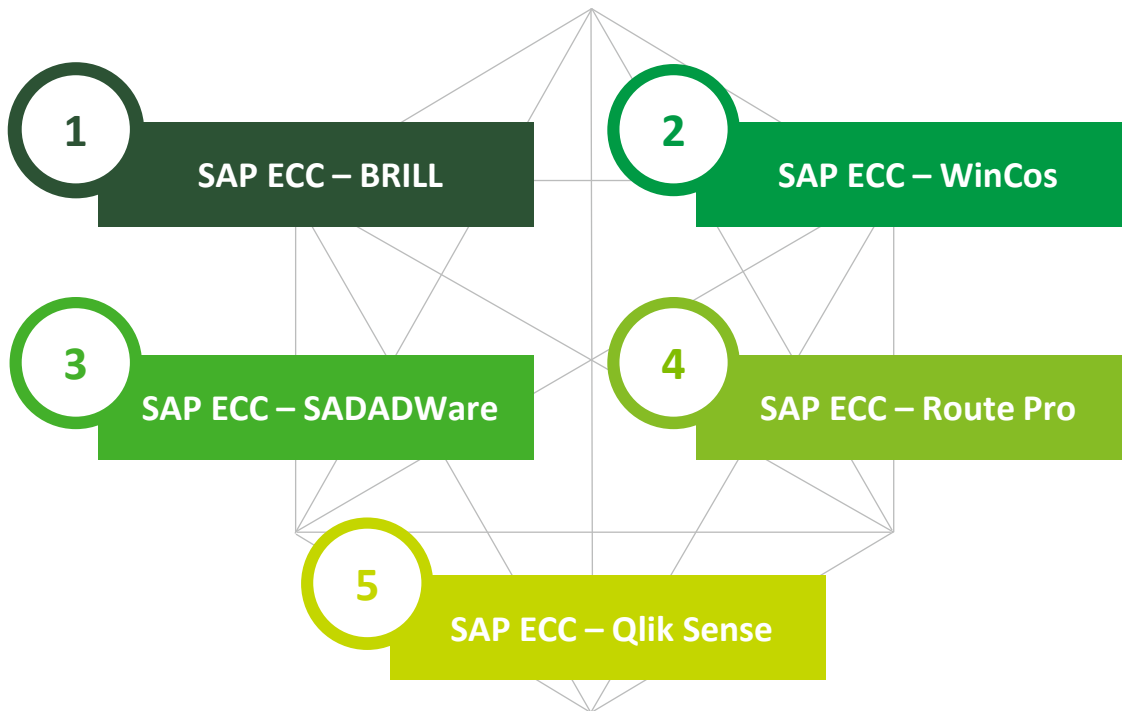 1
SAP ECC – BRILL
2
SAP ECC – WinCos
3
SAP ECC – SADADWare
4
SAP ECC – Route Pro
5
SAP ECC – Qlik Sense